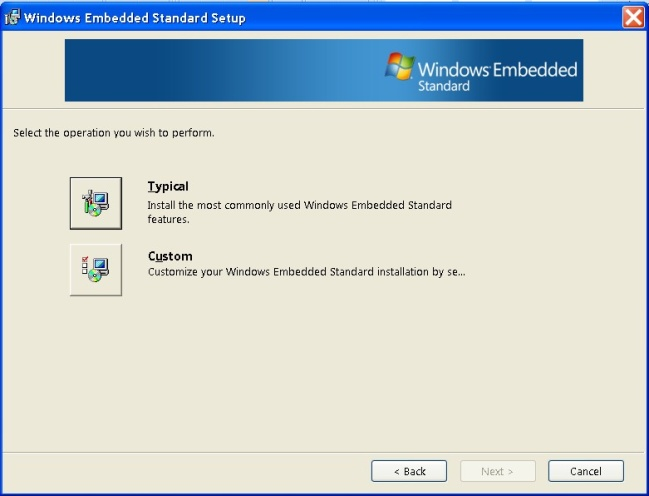 Windows Embedded Standard Setup
Windows Embedded
Standard
Select the operation you wish to perform.
Typical
Install the most commonly used Windows Embedded Standard
features.
Custom
Customize your Windows Embedded Standard installation by se...
< Back
Next >
Cancel